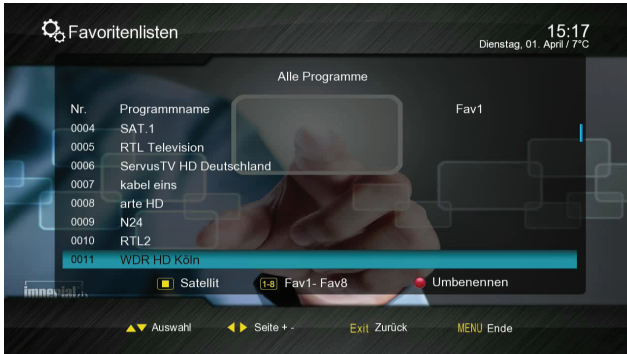 Favoritenlisten
15:17
Dienstag, 01. April / 7°C
Alle Programme
Nr. Programmname Fav1
0004 SAT.1
0005 RTL Television
0006 ServusTV HD Deutschland
0007 kabel eins
0008 arte HD
0009 N24
0010 RTL2
0011 WDR HD Köln
Satellit 1-8 Fav1- Fav8 Umbenennen
imperial
Auswahl Seite + - Exit Zurück MENU Ende